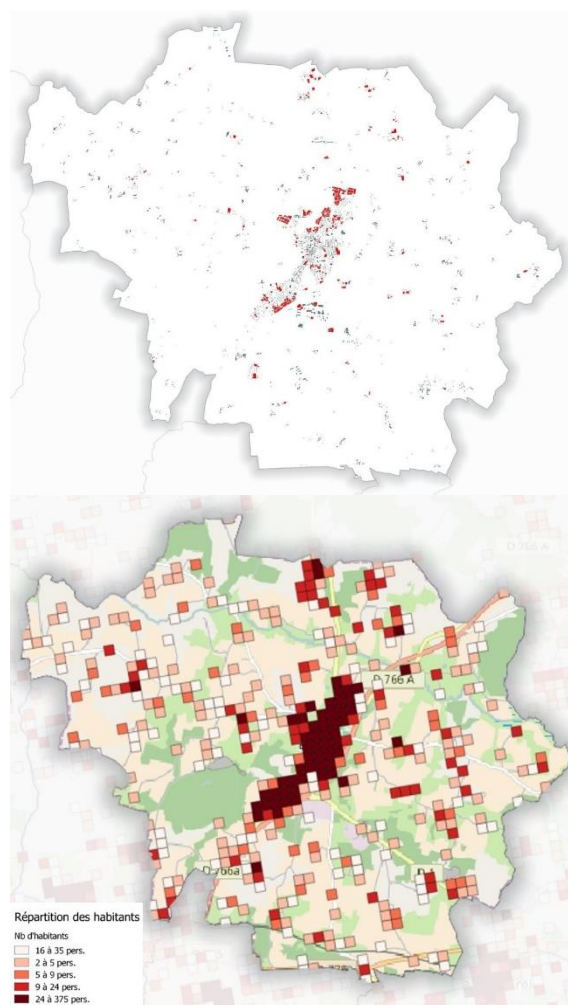 D 766 A
D 766 A
D 766a
Répartition des habitants
Nb d'habitants
16 à 35 pers.
2 à 5 pers.
5 à 9 pers.
9 à 24 pers.
24 à 375 pers.